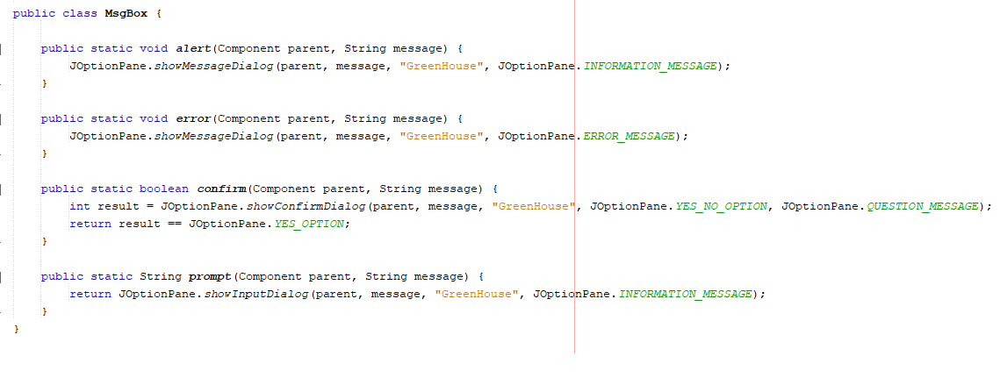 public class MsgBox {
public static void alert(Component parent, String message) {
JOptionPane.showMessageDialog(parent, message, "GreenHouse", JOptionPane.INFORMATION_MESSAGE);
}
public static void error(Component parent, String message) {
JOptionPane.showMessageDialog(parent, message, "GreenHouse", JOptionPane.ERROR_MESSAGE);
}
public static boolean confirm(Component parent, String message) {
int result = JOptionPane.showConfirmDialog(parent, message, "GreenHouse", JOptionPane.YES_NO_OPTION, JOptionPane.QUESTION_MESSAGE);
return result == JOptionPane.YES_OPTION;
}
public static String prompt(Component parent, String message) {
return JOptionPane.showInputDialog(parent, message, "GreenHouse", JOptionPane.INFORMATION_MESSAGE);
}
}